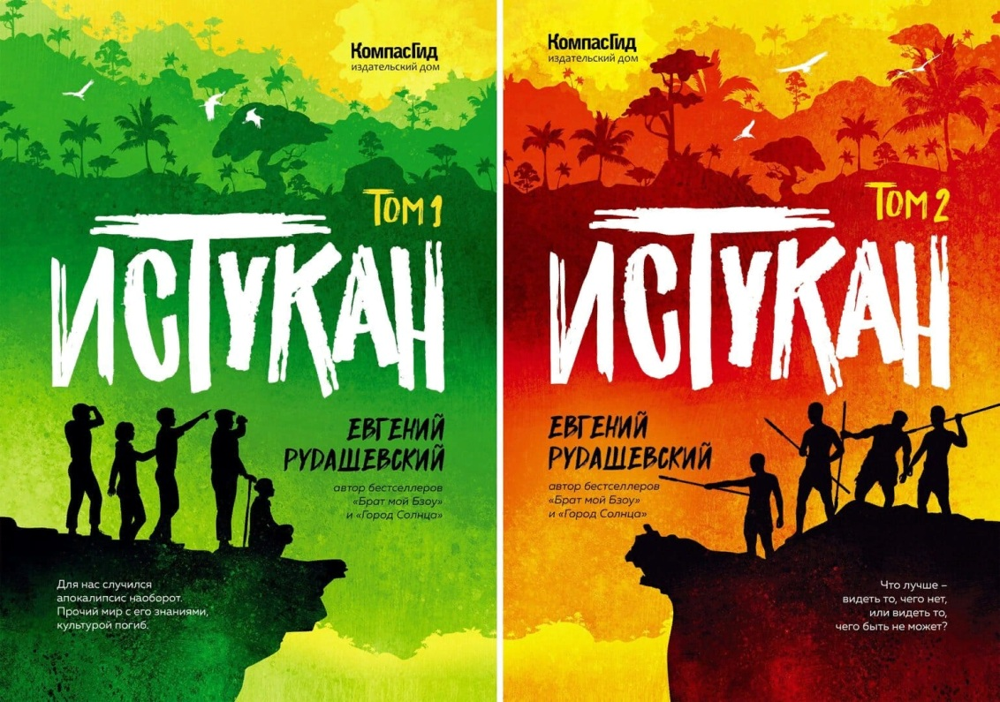 КомпасГид
издательский дом
Том 1
ИСТУКАН
ЕВГЕНИЙ
РУДАШЕВСКИЙ
автор бестселлеров
«Брат мой Бзоу»
и «Город Солнца»
Для нас случился
апокалипсис наоборот.
Прочий мир с его знаниями,
культурой погиб.
КомпасГид
издательский дом
Том 2
ИСТУКАН
ЕВГЕНИЙ
РУДАШЕВСКИЙ
автор бестселлеров
«Брат мой Бзоу»
и «Город Солнца»
Что лучше –
видеть то, чего нет,
или видеть то,
чего быть не может?